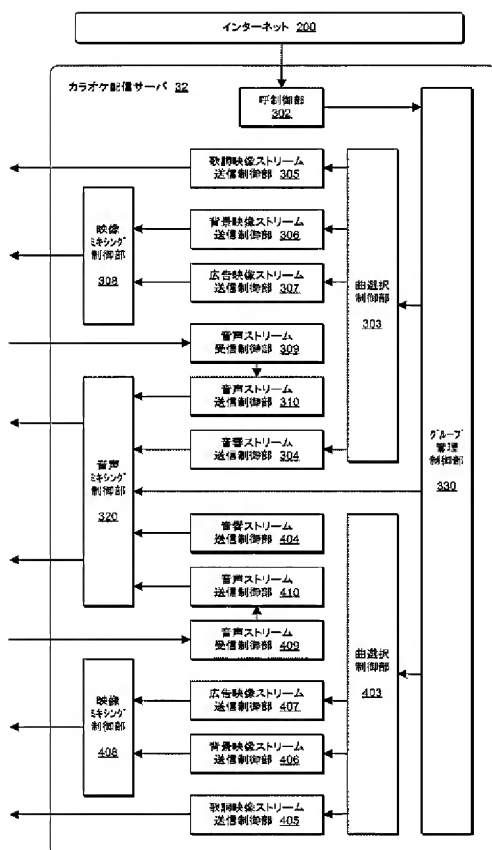 インターネット 200
カラオケ配信サーバ 32
呼制御部
302
歌詞映像ストリーム
送信制御部 305
映像
ミキシング
制御部
308
背景映像ストリーム
送信制御部 306
広告映像ストリーム
送信制御部 307
曲選択
制御部
303
音声ストリーム
受信制御部 309
音声ストリーム
送信制御部 310
音響ストリーム
送信制御部 304
音声
ミキシング
制御部
320
グループ
管理
制御部
330
音響ストリーム
送信制御部 404
音声ストリーム
送信制御部 410
音声ストリーム
受信制御部 409
曲選択
制御部
403
広告映像ストリーム
送信制御部 407
映像
ミキシング
制御部
408
背景映像ストリーム
送信制御部 406
歌詞映像ストリーム
送信制御部 405